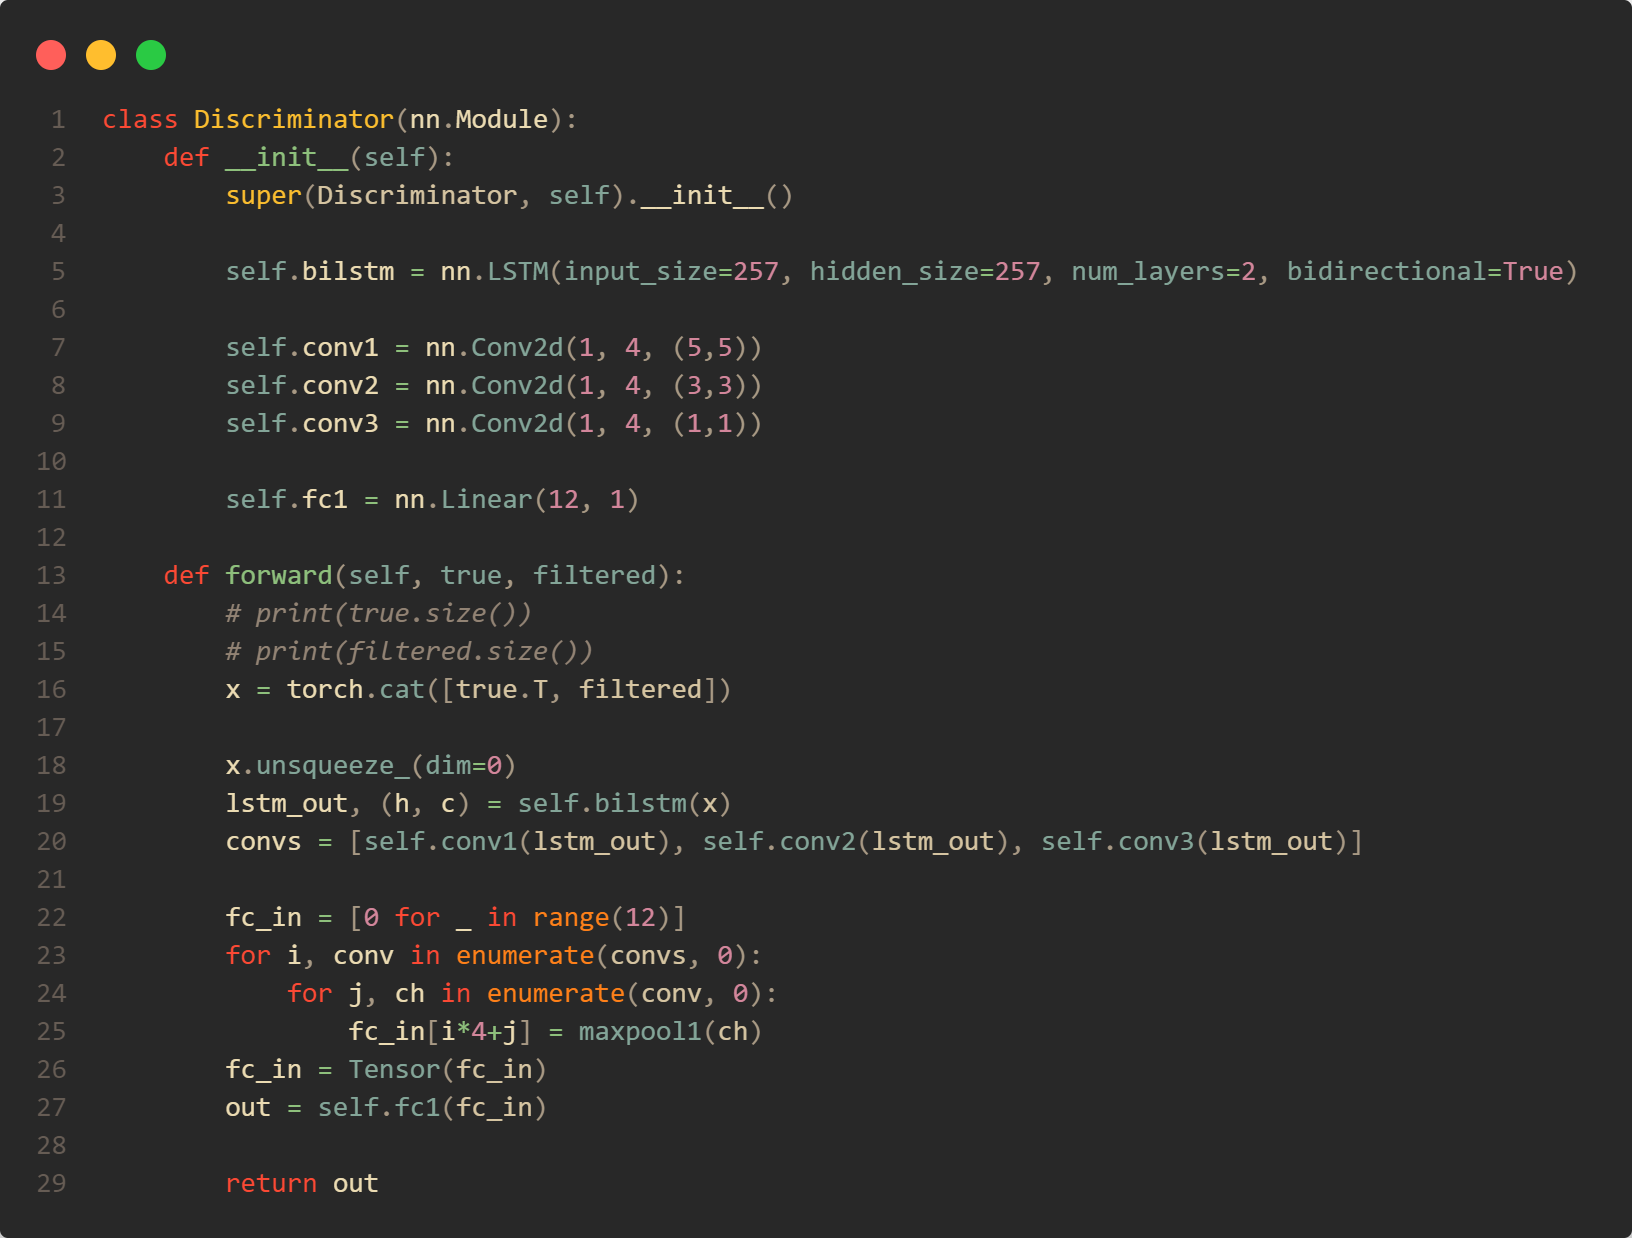 1 class Discriminator(nn.Module):
2     def __init__(self):
3         super(Discriminator, self).__init__()
4
5         self.bilstm = nn.LSTM(input_size=257, hidden_size=257, num_layers=2, bidirectional=True)
6
7         self.conv1 = nn.Conv2d(1, 4, (5,5))
8         self.conv2 = nn.Conv2d(1, 4, (3,3))
9         self.conv3 = nn.Conv2d(1, 4, (1,1))
10
11         self.fc1 = nn.Linear(12, 1)
12
13     def forward(self, true, filtered):
14         # print(true.size())
15         # print(filtered.size())
16         x = torch.cat([true.T, filtered])
17
18         x.unsqueeze_(dim=0)
19         lstm_out, (h, c) = self.bilstm(x)
20         convs = [self.conv1(lstm_out), self.conv2(lstm_out), self.conv3(lstm_out)]
21
22         fc_in = [0 for _ in range(12)]
23         for i, conv in enumerate(convs, 0):
24             for j, ch in enumerate(conv, 0):
25                 fc_in[i*4+j] = maxpool1(ch)
26         fc_in = Tensor(fc_in)
27         out = self.fc1(fc_in)
28
29         return out